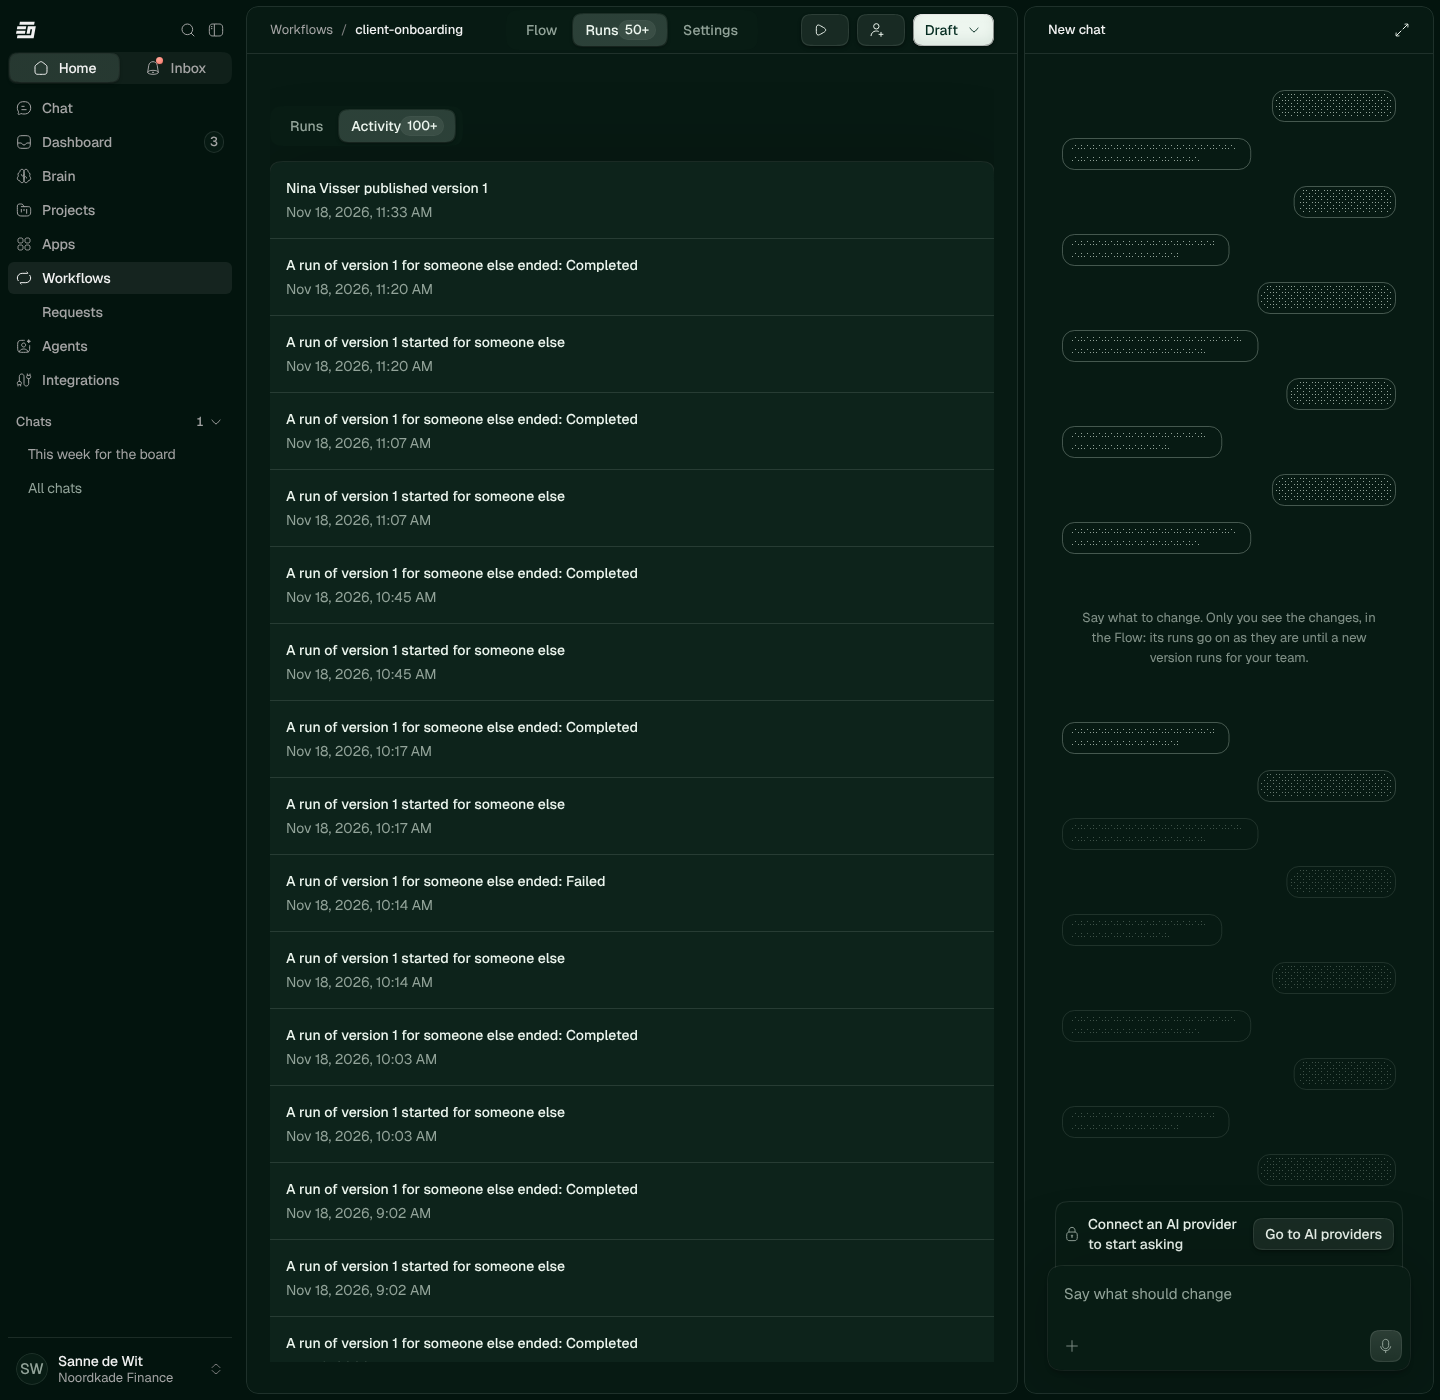 Home
Inbox
Chat
Dashboard 3
Brain
Projects
Apps
Workflows
Requests
Agents
Integrations
Chats 1
This week for the board
All chats
SW
Sanne de Wit
Noordkade Finance
Workflows / client-onboarding
Flow
Runs 50+
Settings
Draft
Runs
Activity 100+
Nina Visser published version 1
Nov 18, 2026, 11:33 AM
A run of version 1 for someone else ended: Completed
Nov 18, 2026, 11:20 AM
A run of version 1 started for someone else
Nov 18, 2026, 11:20 AM
A run of version 1 for someone else ended: Completed
Nov 18, 2026, 11:07 AM
A run of version 1 started for someone else
Nov 18, 2026, 11:07 AM
A run of version 1 for someone else ended: Completed
Nov 18, 2026, 10:45 AM
A run of version 1 started for someone else
Nov 18, 2026, 10:45 AM
A run of version 1 for someone else ended: Completed
Nov 18, 2026, 10:17 AM
A run of version 1 started for someone else
Nov 18, 2026, 10:17 AM
A run of version 1 for someone else ended: Failed
Nov 18, 2026, 10:14 AM
A run of version 1 started for someone else
Nov 18, 2026, 10:14 AM
A run of version 1 for someone else ended: Completed
Nov 18, 2026, 10:03 AM
A run of version 1 started for someone else
Nov 18, 2026, 10:03 AM
A run of version 1 for someone else ended: Completed
Nov 18, 2026, 9:02 AM
A run of version 1 started for someone else
Nov 18, 2026, 9:02 AM
A run of version 1 for someone else ended: Completed
New chat
Say what to change. Only you see the changes, in
the Flow: its runs go on as they are until a new
version runs for your team.
Connect an AI provider
to start asking
Go to AI providers
Say what should change